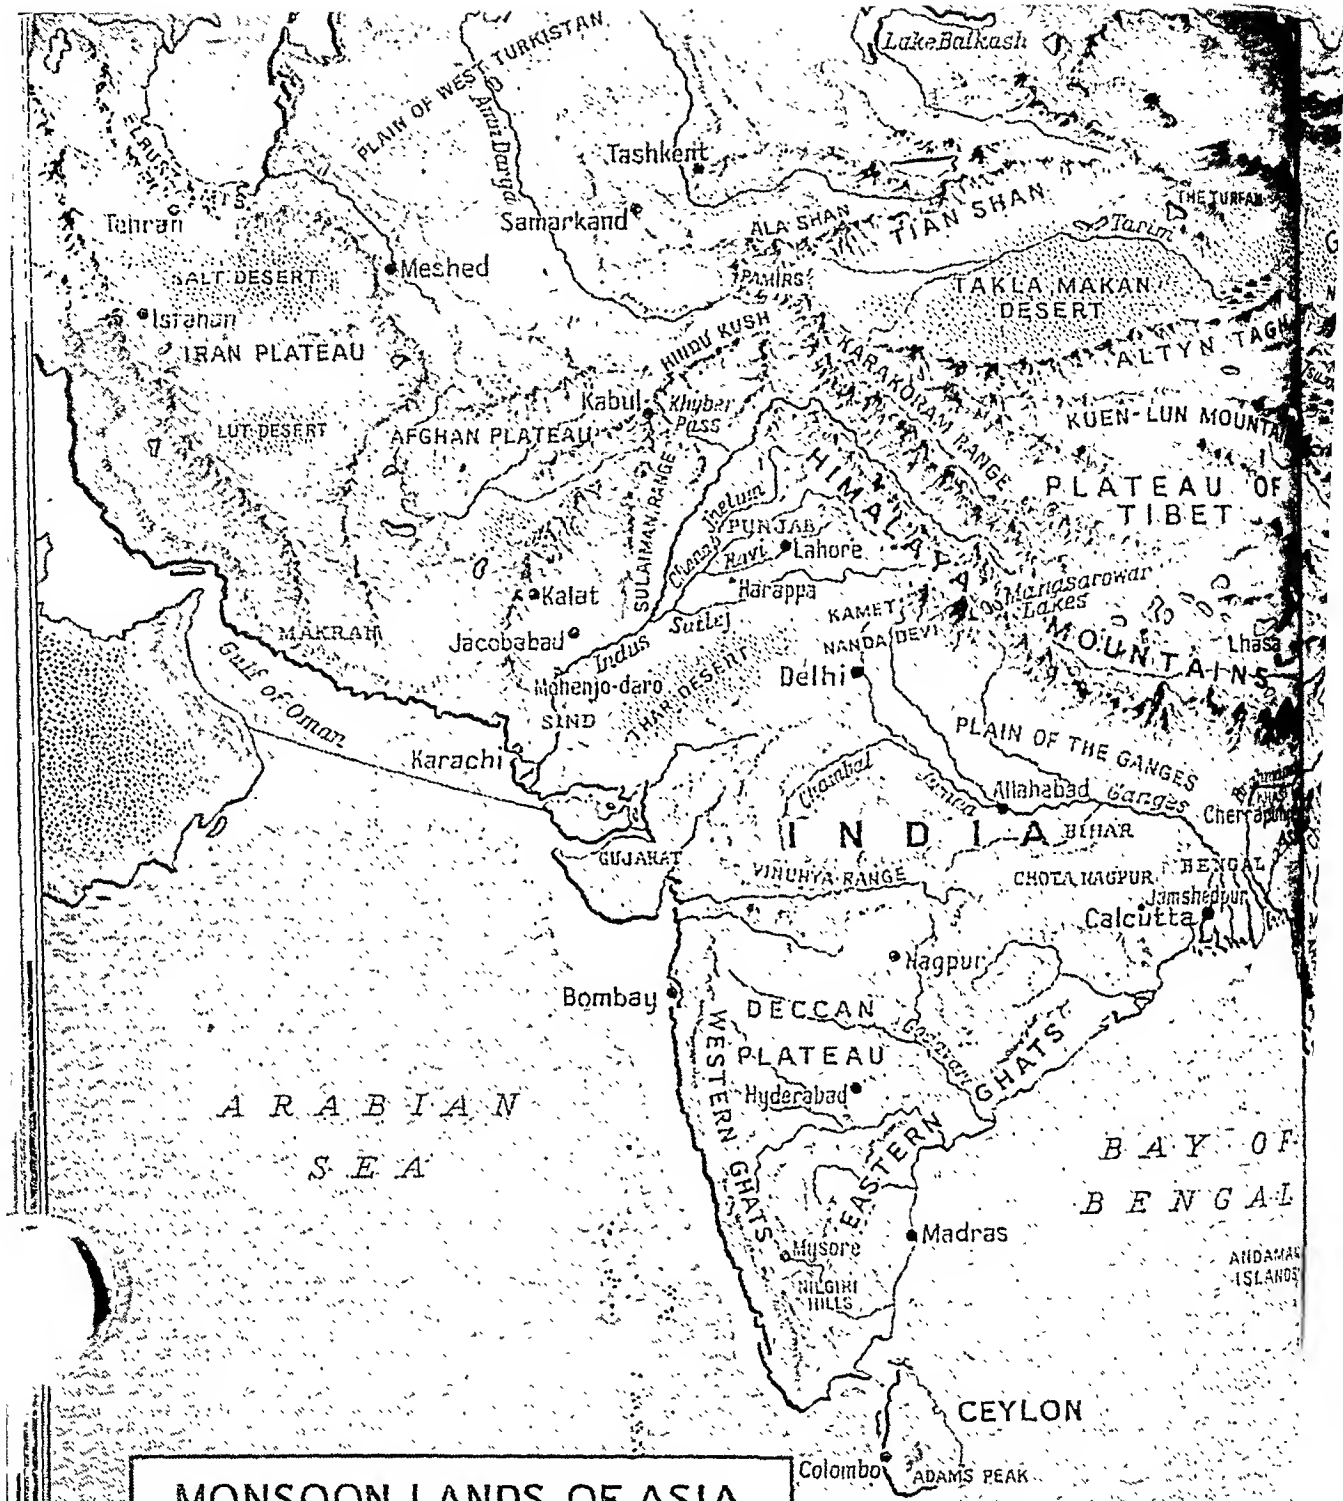 Lake Balkash
PLAIN OF WEST TURKISTAN
Amu Darya
ELBURZ
MTS
Tashkent
Samarkand
ALA SHAN
TIAN SHAN
THE TURFAN
Tarim
Tehran
SALT DESERT
Meshed
PAMIRS
TAKLA MAKAN
DESERT
Isfahan
IRAN PLATEAU
HINDU KUSH
ALTYN TAGH
KARAKORAM RANGE
Kabul
Khyber
Pass
KUEN-LUN MOUNTAI
LUT DESERT
AFGHAN PLATEAU
HIMALAYA
MOUNTAINS
PLATEAU OF
TIBET
SULAIMAN RANGE
Jhelum
PUNJAB
Chenab
Ravi
Lahore
Harappa
Kalat
Sutlej
KAMET
NANDA DEVI
Manasarowar
Lakes
Lhasa
MAKRAN
Jacobabad
Indus
Mohenjo-daro
SIND
THAR DESERT
Delhi
Gulf of Oman
Karachi
PLAIN OF THE GANGES
Chambal
Jumna
Allahabad
Ganges
Cherrapun
INDIA
BIHAR
GUJARAT
VINDHYA RANGE
CHOTA NAGPUR
BENGAL
Jamshedpur
Calcutta
Nagpur
Bombay
DECCAN
PLATEAU
Godavari
WESTERN GHATS
EASTERN GHATS
Hyderabad
ARABIAN
SEA
BAY OF
BENGAL
Madras
Mysore
NILGIRI
HILLS
ANDAMAN
ISLANDS
CEYLON
Colombo
ADAMS PEAK
MONSOON LANDS OF ASIA